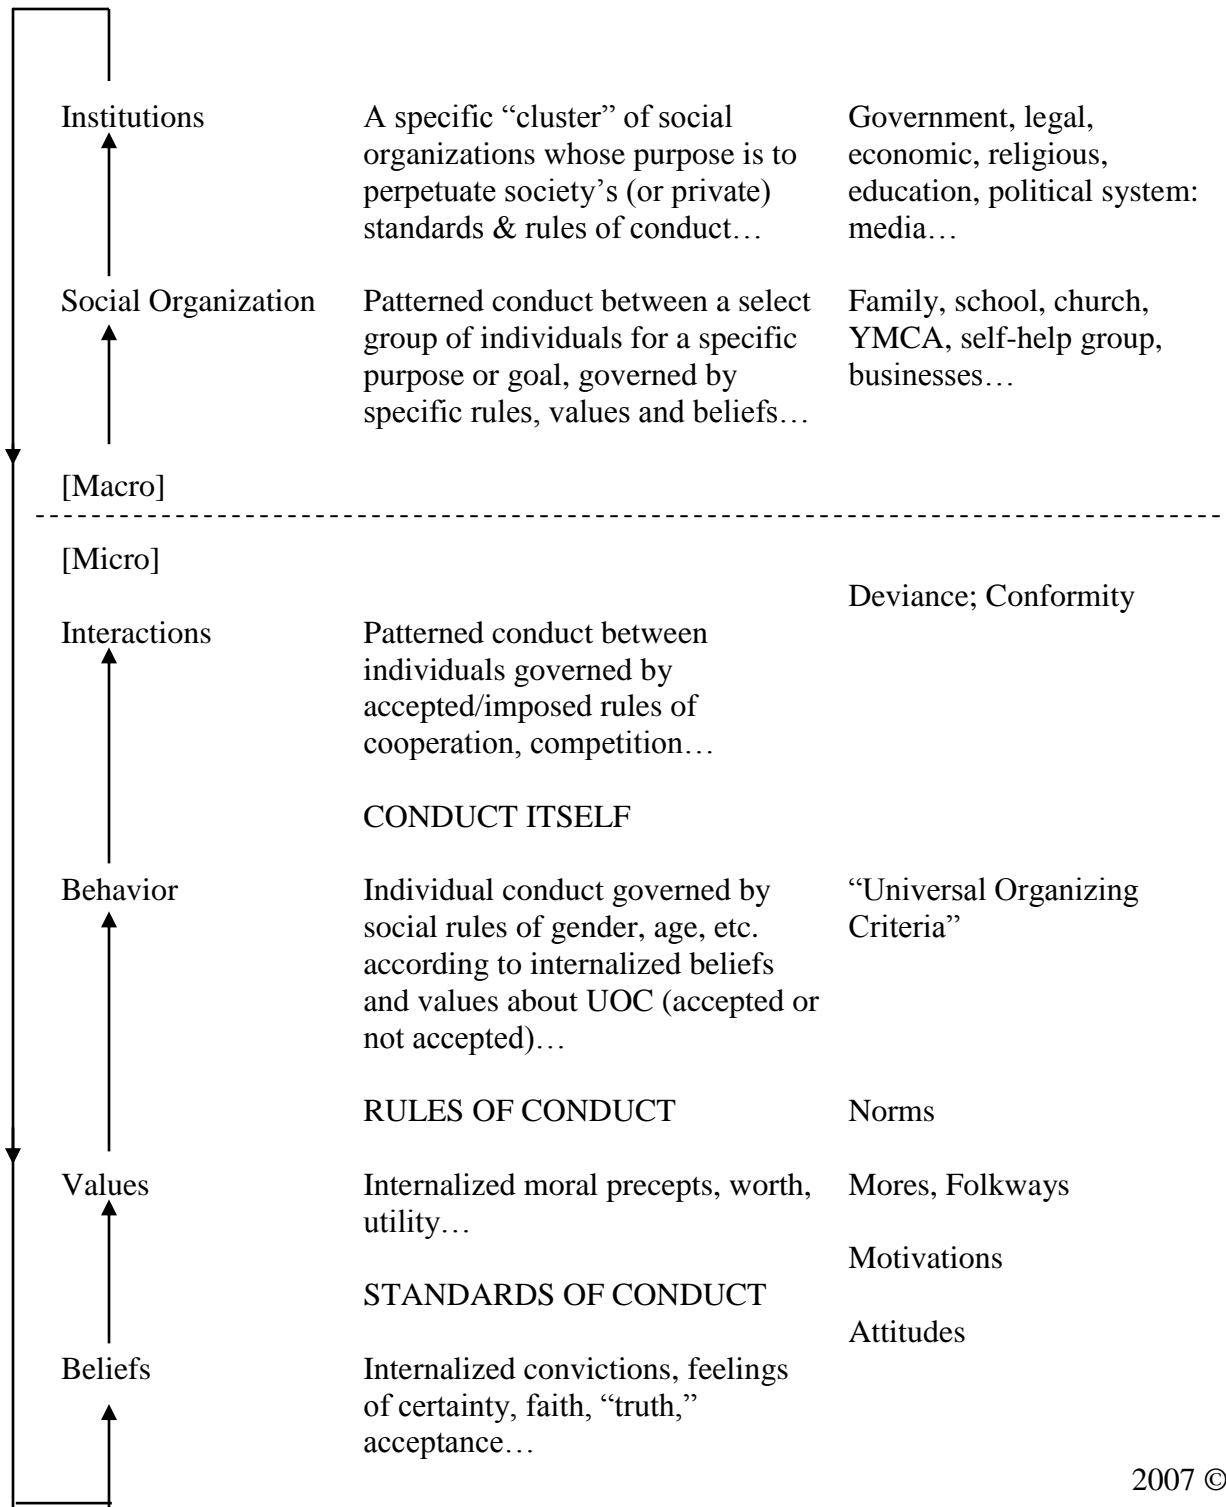 Institutions
A specific “cluster” of social
organizations whose purpose is to
perpetuate society’s (or private)
standards & rules of conduct…
Government, legal,
economic, religious,
education, political system:
media…
Social Organization
Patterned conduct between a select
group of individuals for a specific
purpose or goal, governed by
specific rules, values and beliefs…
Family, school, church,
YMCA, self-help group,
businesses…
[Macro]
[Micro]
Deviance; Conformity
Interactions
Patterned conduct between
individuals governed by
accepted/imposed rules of
cooperation, competition…
CONDUCT ITSELF
Behavior
Individual conduct governed by
social rules of gender, age, etc.
according to internalized beliefs
and values about UOC (accepted or
not accepted)…
“Universal Organizing
Criteria”
RULES OF CONDUCT
Norms
Values
Internalized moral precepts, worth,
utility…
Mores, Folkways
Motivations
STANDARDS OF CONDUCT
Attitudes
Beliefs
Internalized convictions, feelings
of certainty, faith, “truth,”
acceptance…
2007 ©